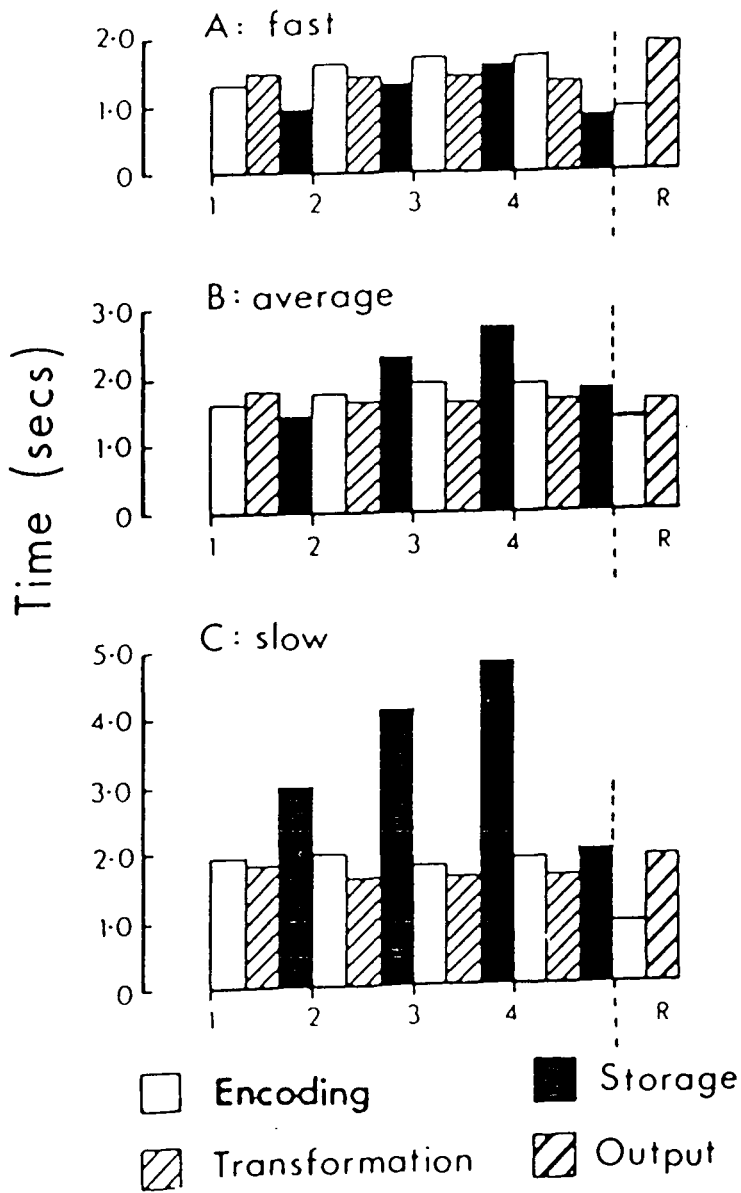 A: fast
2·0
1·0
0
1 2 3 4 R
B: average
3·0
2·0
1·0
0
1 2 3 4 R
Time (secs)
C: slow
5·0
4·0
3·0
2·0
1·0
0
1 2 3 4 R
Encoding
Storage
Transformation
Output